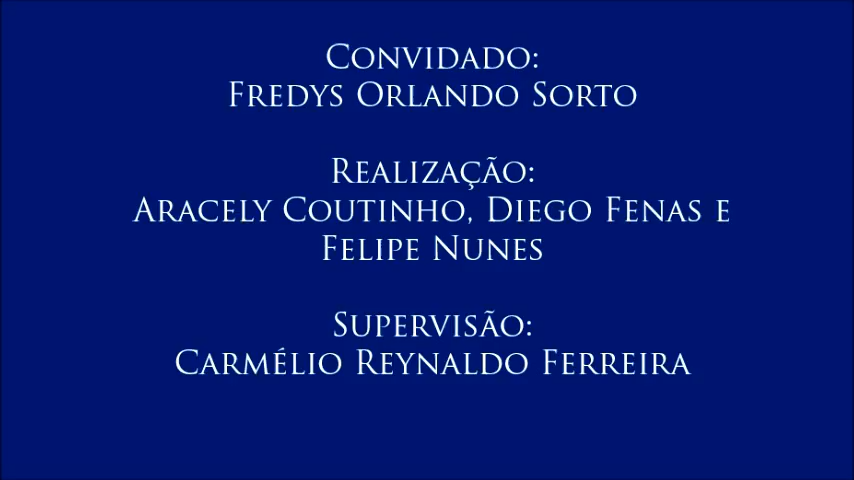 Convidado:
Fredys Orlando Sorto
Realização:
Aracely Coutinho, Diego Fenas e
Felipe Nunes
Supervisão:
Carmélio Reynaldo Ferreira